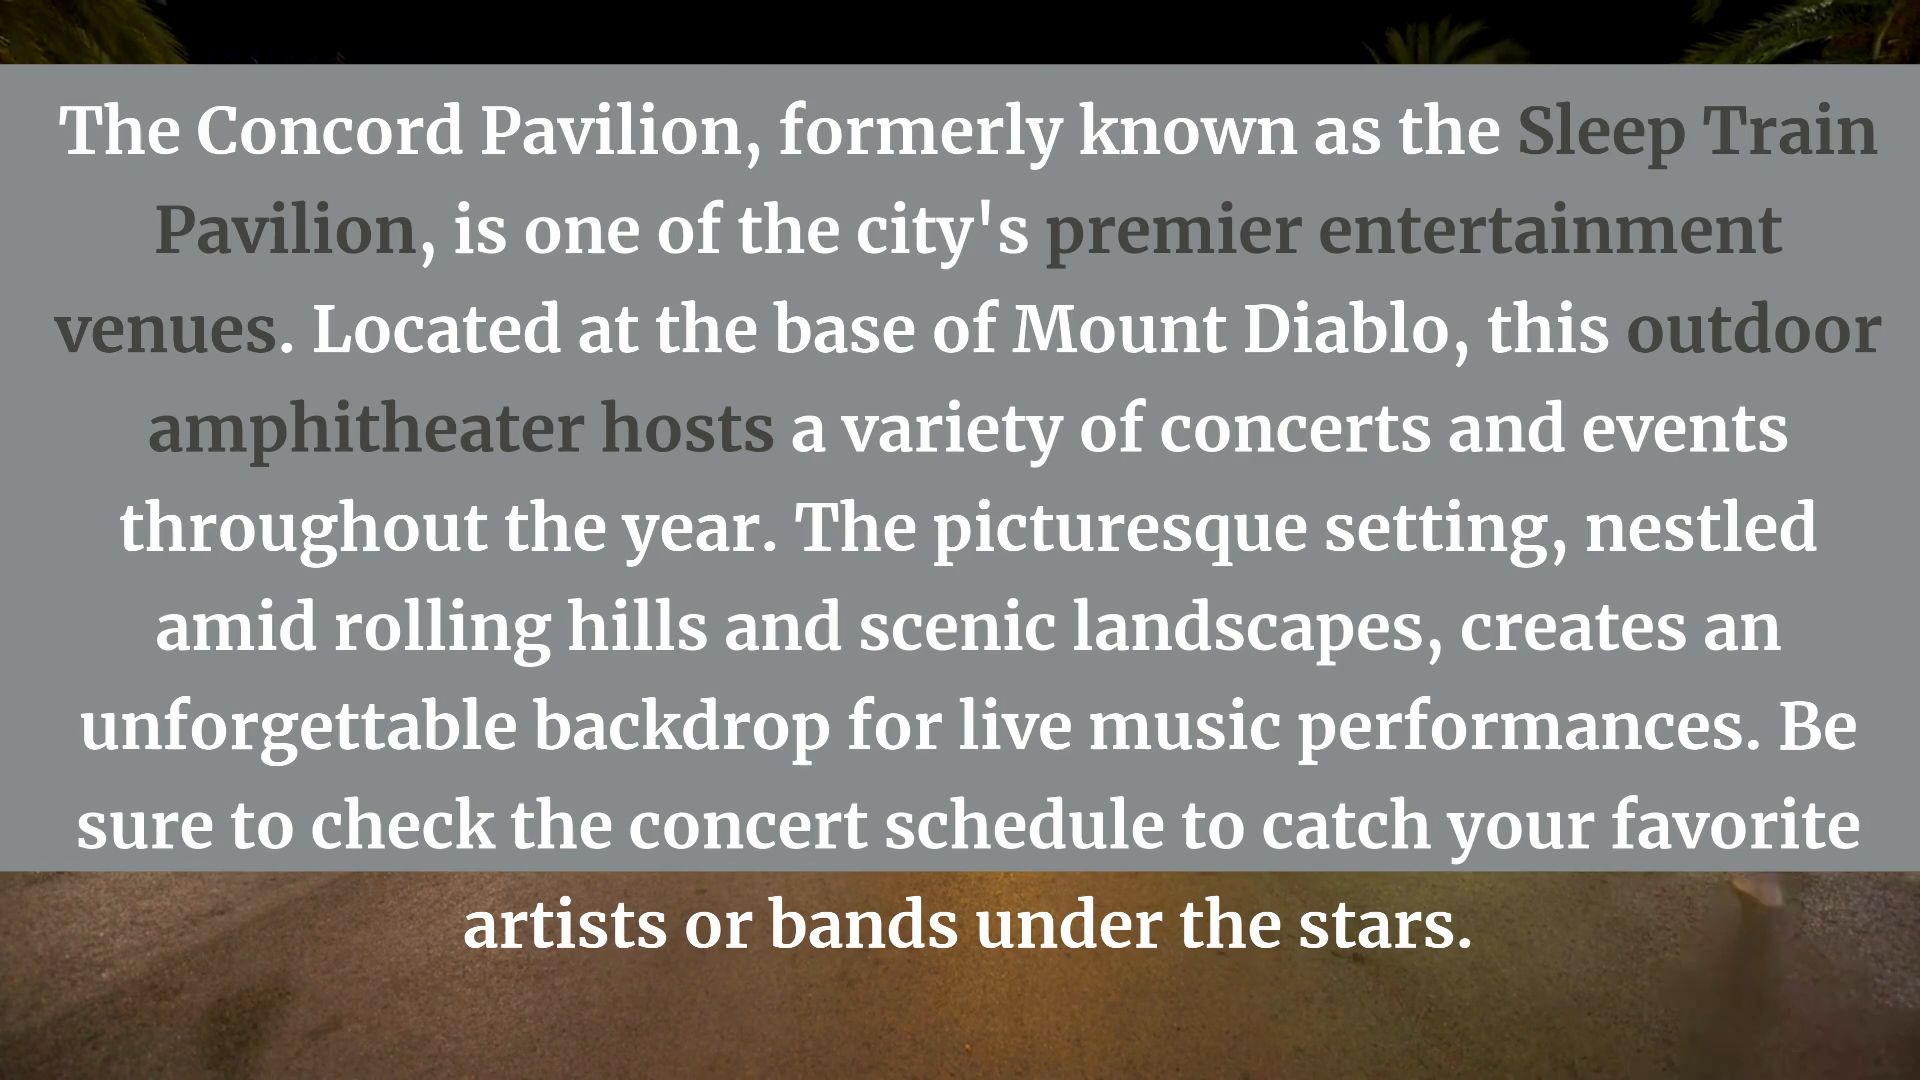 The Concord Pavilion, formerly known as the Sleep Train
Pavilion, is one of the city's premier entertainment
venues. Located at the base of Mount Diablo, this outdoor
amphitheater hosts a variety of concerts and events
throughout the year. The picturesque setting, nestled
amid rolling hills and scenic landscapes, creates an
unforgettable backdrop for live music performances. Be
sure to check the concert schedule to catch your favorite
artists or bands under the stars.